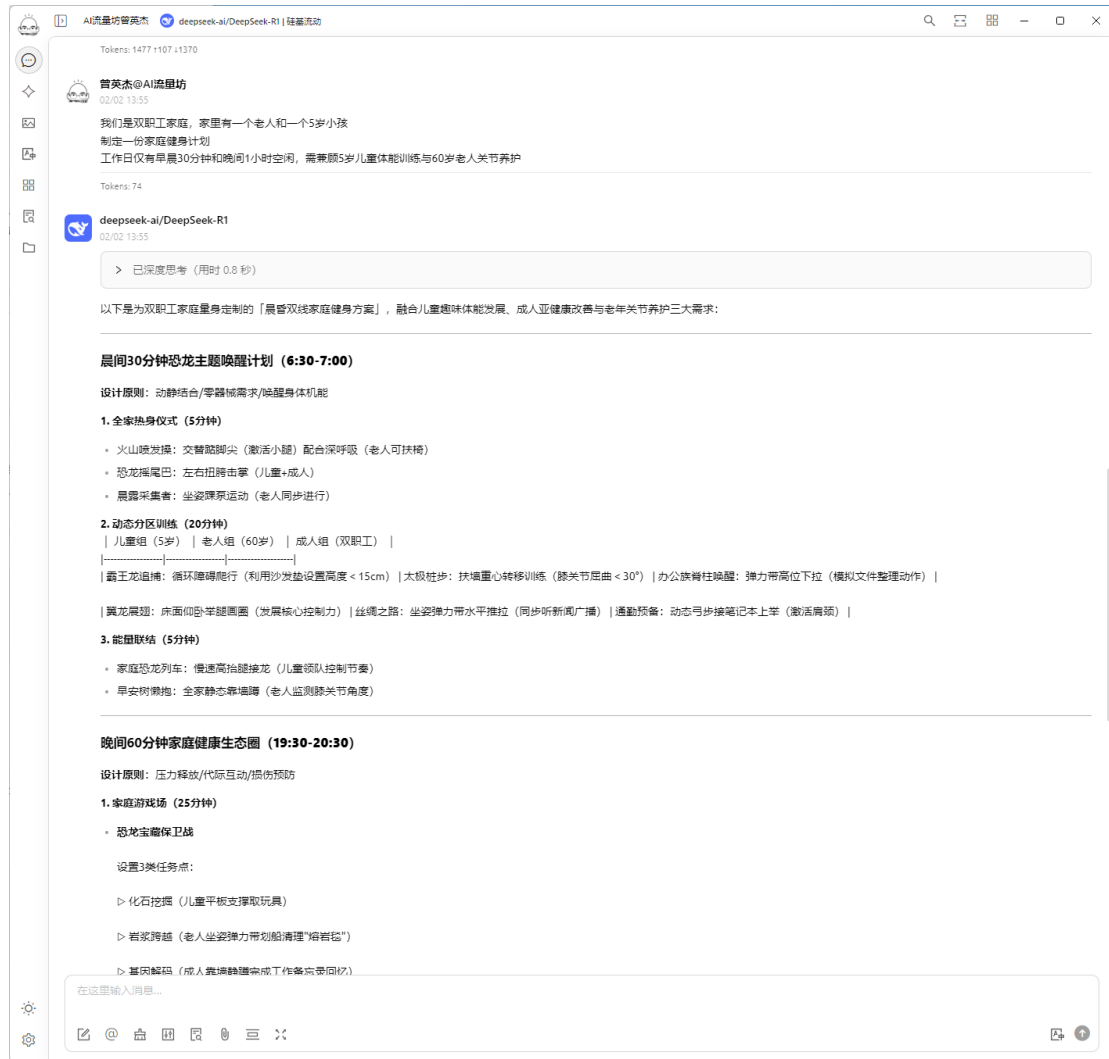 AI流量坊曾英杰 deepseek-ai/DeepSeek-R1 | 硅基流动
Tokens: 1477 ↑107 ↓1370
曾英杰@AI流量坊
02/02 13:55
我们是双职工家庭，家里有一个老人和一个5岁小孩
制定一份家庭健身计划
工作日仅有早晨30分钟和晚间1小时空闲，需兼顾5岁儿童体能训练与60岁老人关节养护
Tokens: 74
deepseek-ai/DeepSeek-R1
02/02 13:55
已深度思考（用时 0.8 秒）
以下是为双职工家庭量身定制的「晨昏双线家庭健身方案」，融合儿童趣味体能发展、成人亚健康改善与老年关节养护三大需求：
晨间30分钟恐龙主题唤醒计划（6:30-7:00）
设计原则：动静结合/零器械需求/唤醒身体机能
1. 全家热身仪式（5分钟）
• 火山喷发操：交替踮脚尖（激活小腿）配合深呼吸（老人可扶椅）
• 恐龙摇尾巴：左右扭胯击掌（儿童+成人）
• 晨露采集者：坐姿踝泵运动（老人同步进行）
2. 动态分区训练（20分钟）
| 儿童组（5岁） | 老人组（60岁） | 成人组（双职工） |
|-----------------|-----------------|-------------------|
| 霸王龙追捕：循环障碍爬行（利用沙发垫设置高度 < 15cm）| 太极桩步：扶墙重心转移训练（膝关节屈曲 < 30°）| 办公族脊柱唤醒：弹力带高位下拉（模拟文件整理动作）|
| 翼龙展翅：床面仰卧举腿画圈（发展核心控制力）| 丝绸之路：坐姿弹力带水平推拉（同步听新闻广播）| 通勤预备：动态弓步接笔记本上举（激活肩颈）|
3. 能量联结（5分钟）
• 家庭恐龙列车：慢速高抬腿接龙（儿童领队控制节奏）
• 早安树懒抱：全家静态靠墙蹲（老人监测膝关节角度）
晚间60分钟家庭健康生态圈（19:30-20:30）
设计原则：压力释放/代际互动/损伤预防
1. 家庭游戏场（25分钟）
• 恐龙宝藏保卫战
设置3类任务点：
▷ 化石挖掘（儿童平板支撑取玩具）
▷ 岩浆跨越（老人坐姿弹力带划船清理"熔岩毯"）
▷ 基因解码（成人靠墙静蹲完成工作备忘录回忆）
在这里输入消息...